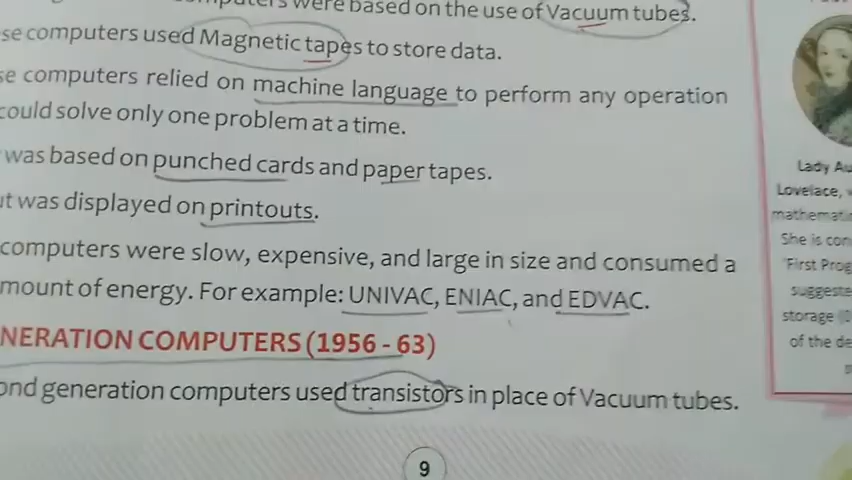 were based on the use of Vacuum tubes.
se computers used Magnetic tapes to store data.
se computers relied on machine language to perform any operation
could solve only one problem at a time.
was based on punched cards and paper tapes.
ut was displayed on printouts.
computers were slow, expensive, and large in size and consumed a
mount of energy. For example: UNIVAC, ENIAC, and EDVAC.
NERATION COMPUTERS (1956 - 63)
ond generation computers used transistors in place of Vacuum tubes.
9
Lady Au
Lovelace,
mathemati
She is con
'First Prog
suggeste
storage
of the de